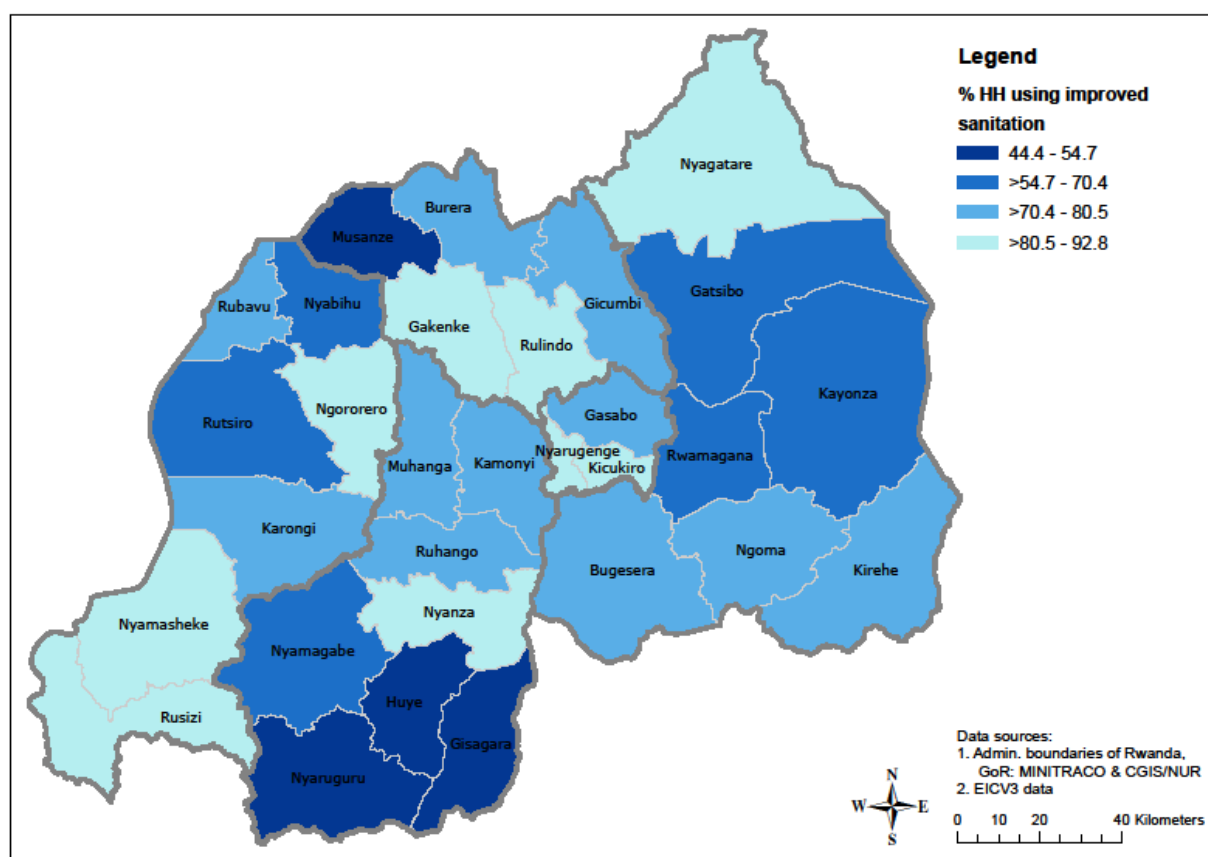 Legend
% HH using improved
sanitation
44.4 - 54.7
>54.7 - 70.4
>70.4 - 80.5
>80.5 - 92.8
Nyagatare
Burera
Musanze
Gatsibo
Rubavu
Nyabihu
Gicumbi
Gakenke
Rulindo
Kayonza
Ngororero
Gasabo
Rutsiro
Nyarugenge
Rwamagana
Muhanga
Kamonyi
Kicukiro
Karongi
Ruhango
Ngoma
Bugesera
Kirehe
Nyanza
Nyamasheke
Nyamagabe
Huye
Rusizi
Gisagara
Nyaruguru
Data sources:
1. Admin. boundaries of Rwanda,
GoR: MINITRACO & CGIS/NUR
2. EICV3 data
N
W E
S
0 10 20 40 Kilometers